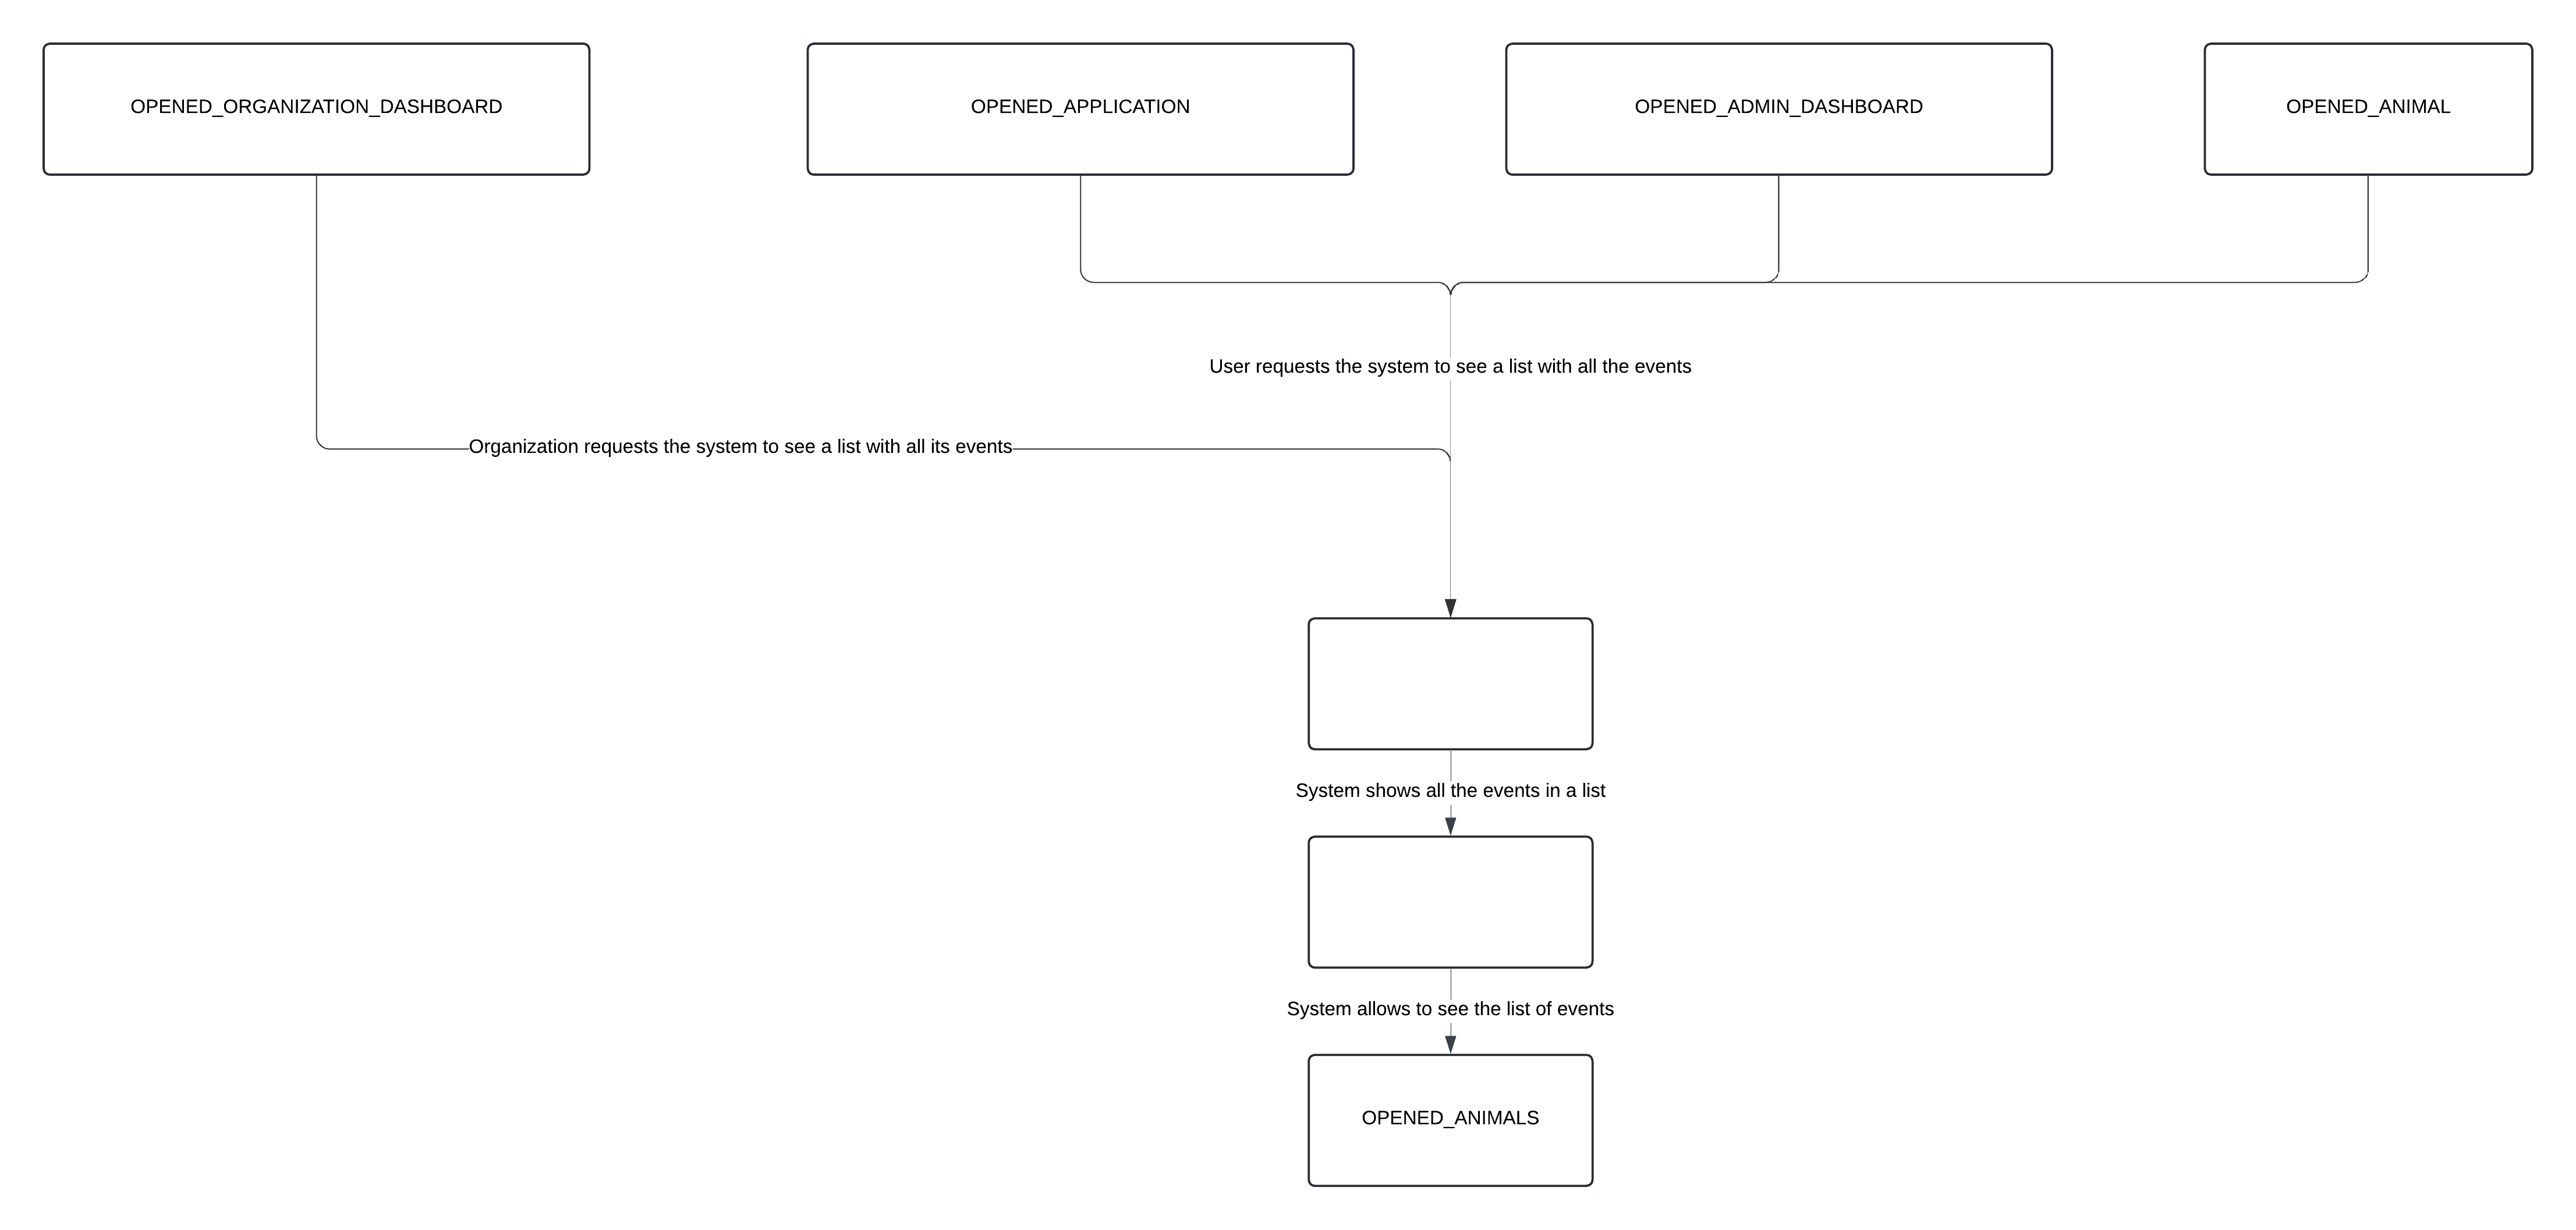 OPENED_ORGANIZATION_DASHBOARD
OPENED_APPLICATION
OPENED_ADMIN_DASHBOARD
OPENED_ANIMAL
User requests the system to see a list with all the events
Organization requests the system to see a list with all its events
System shows all the events in a list
System allows to see the list of events
OPENED_ANIMALS